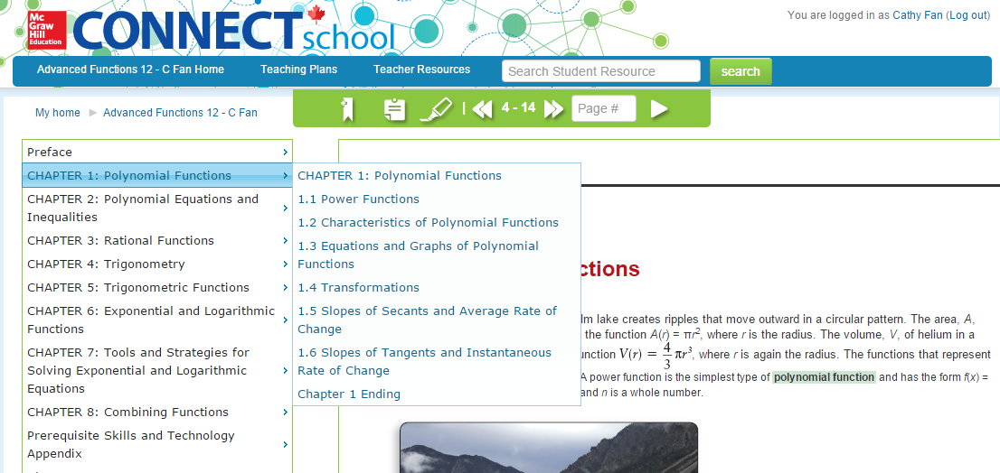 Mc
Graw
Hill
Education
CONNECT
school
You are logged in as Cathy Fan (Log out)
Advanced Functions 12 - C Fan Home
Teaching Plans
Teacher Resources
Search Student Resource
search
My home
Advanced Functions 12 - C Fan
4 - 14
Page #
Preface
CHAPTER 1: Polynomial Functions
CHAPTER 2: Polynomial Equations and
Inequalities
CHAPTER 3: Rational Functions
CHAPTER 4: Trigonometry
CHAPTER 5: Trigonometric Functions
CHAPTER 6: Exponential and Logarithmic
Functions
CHAPTER 7: Tools and Strategies for
Solving Exponential and Logarithmic
Equations
CHAPTER 8: Combining Functions
Prerequisite Skills and Technology
Appendix
CHAPTER 1: Polynomial Functions
1.1 Power Functions
1.2 Characteristics of Polynomial Functions
1.3 Equations and Graphs of Polynomial
Functions
1.4 Transformations
1.5 Slopes of Secants and Average Rate of
Change
1.6 Slopes of Tangents and Instantaneous
Rate of Change
Chapter 1 Ending
ctions
lm lake creates ripples that move outward in a circular pattern. The area, A,
the function A(r) = πr², where r is the radius. The volume, V, of helium in a
unction V(r) = 4/3 πr³, where r is again the radius. The functions that represent
A power function is the simplest type of polynomial function and has the form f(x) =
and n is a whole number.